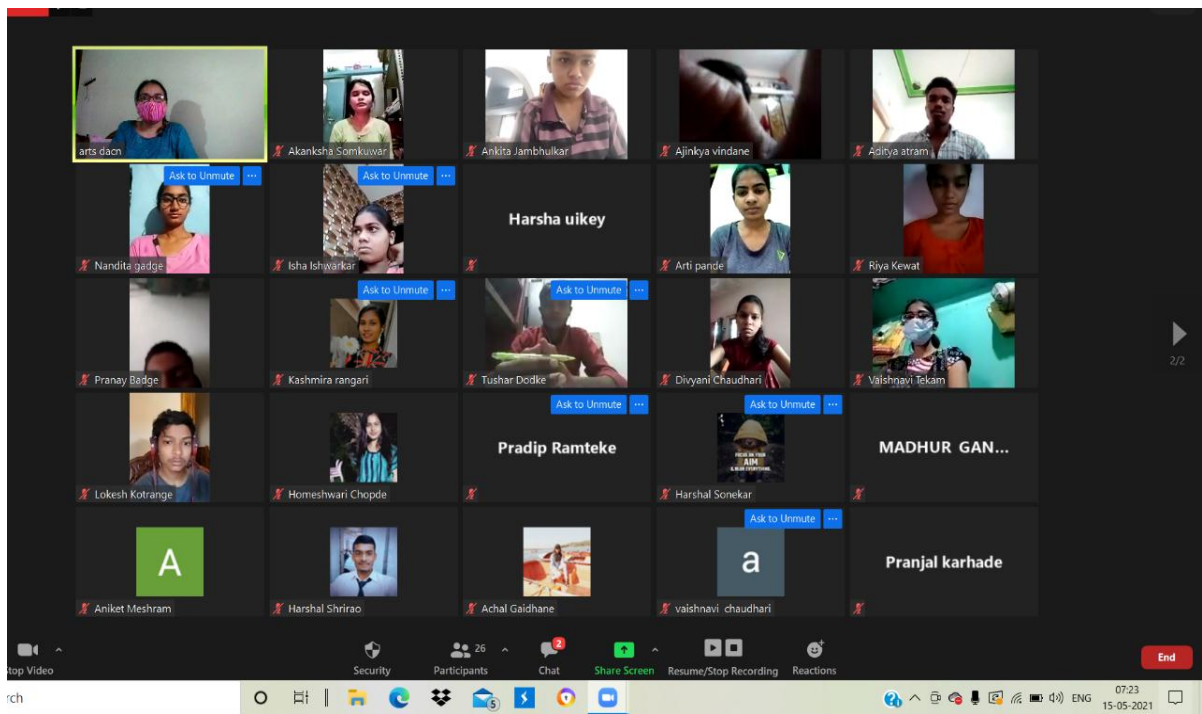 arts dacn
Akanksha Somkuwar
Ankita Jambhulkar
Ajinkya vindane
Aditya atram
Ask to Unmute ...
Nandita gadge
Ask to Unmute ...
Isha Ishwarkar
Harsha uikey
Arti pande
Riya Kewat
Pranay Badge
Ask to Unmute ...
Kashmira rangari
Ask to Unmute ...
Tushar Dodke
Divyani Chaudhari
Vaishnavi Tekam
2/2
Lokesh Kotrange
Homeshwari Chopde
Ask to Unmute ...
Pradip Ramteke
Ask to Unmute ...
AIM
Harshal Sonekar
MADHUR GAN...
A
Aniket Meshram
Harshal Shrirao
Achal Gaidhane
Ask to Unmute ...
a
vaishnavi chaudhari
Pranjal karhade
Stop Video
Security
26
Participants
2
Chat
Share Screen
Resume/Stop Recording
Reactions
End
rch
5
ENG
07:23
15-05-2021